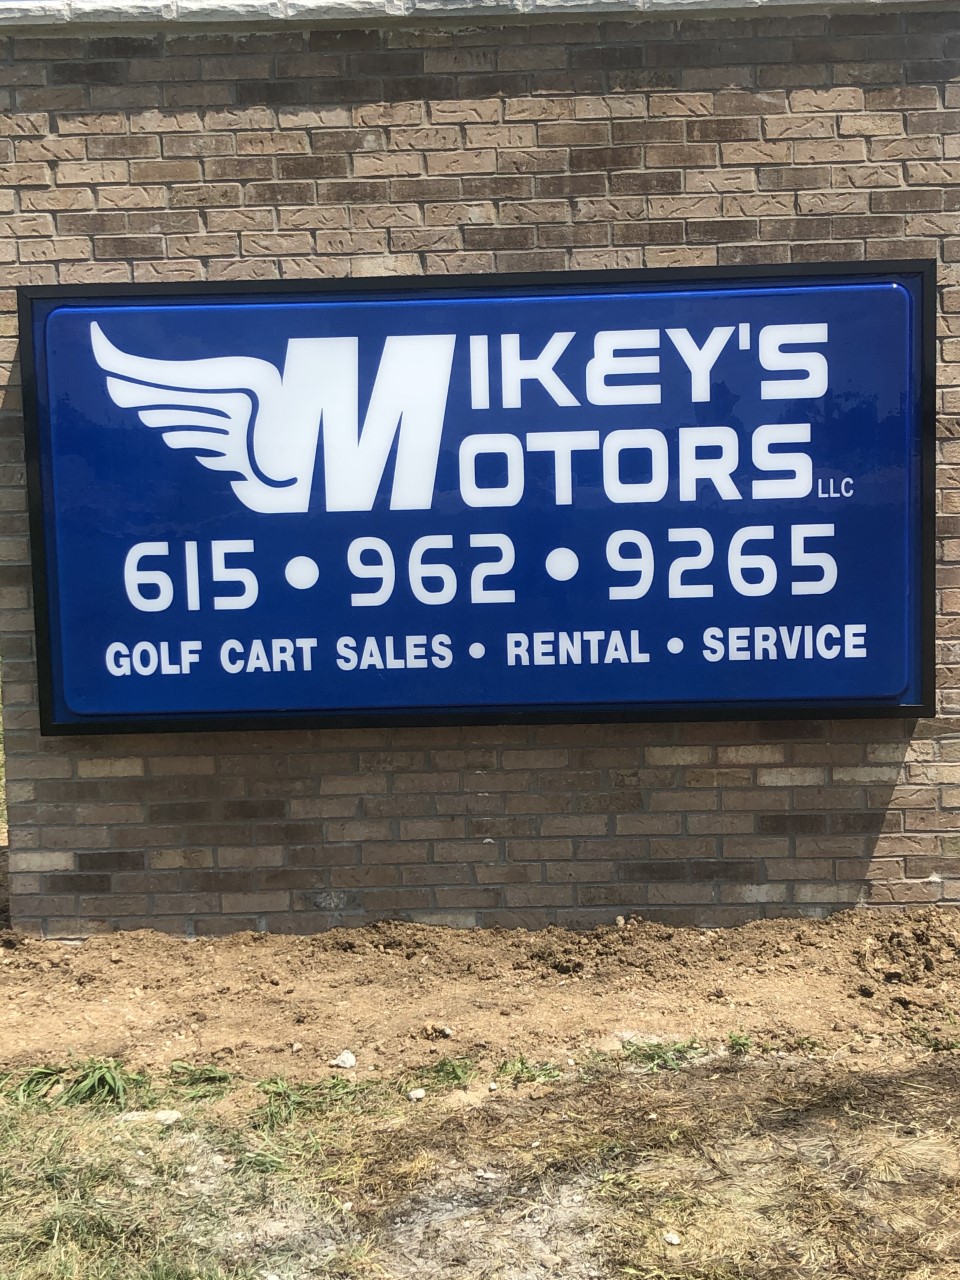 MIKEY'S
MOTORS LLC
615 • 962 • 9265
GOLF CART SALES • RENTAL • SERVICE